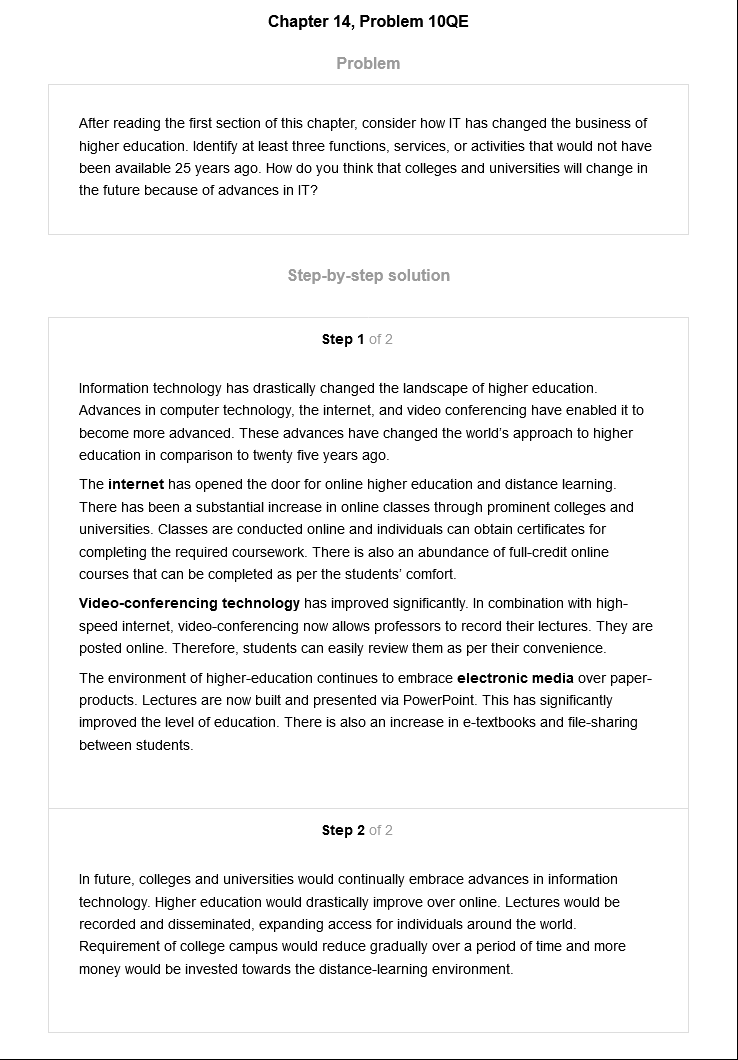 Chapter 14, Problem 10QE
Problem
After reading the first section of this chapter, consider how IT has changed the business of
higher education. Identify at least three functions, services, or activities that would not have
been available 25 years ago. How do you think that colleges and universities will change in
the future because of advances in IT?
Step-by-step solution
Step 1 of 2
Information technology has drastically changed the landscape of higher education.
Advances in computer technology, the internet, and video conferencing have enabled it to
become more advanced. These advances have changed the world's approach to higher
education in comparison to twenty five years ago.
The internet has opened the door for online higher education and distance learning.
There has been a substantial increase in online classes through prominent colleges and
universities. Classes are conducted online and individuals can obtain certificates for
completing the required coursework. There is also an abundance of full-credit online
courses that can be completed as per the students' comfort.
Video-conferencing technology has improved significantly. In combination with high-
speed internet, video-conferencing now allows professors to record their lectures. They are
posted online. Therefore, students can easily review them as per their convenience.
The environment of higher-education continues to embrace electronic media over paper-
products. Lectures are now built and presented via PowerPoint. This has significantly
improved the level of education. There is also an increase in e-textbooks and file-sharing
between students.
Step 2 of 2
In future, colleges and universities would continually embrace advances in information
technology. Higher education would drastically improve over online. Lectures would be
recorded and disseminated, expanding access for individuals around the world.
Requirement of college campus would reduce gradually over a period of time and more
money would be invested towards the distance-learning environment.